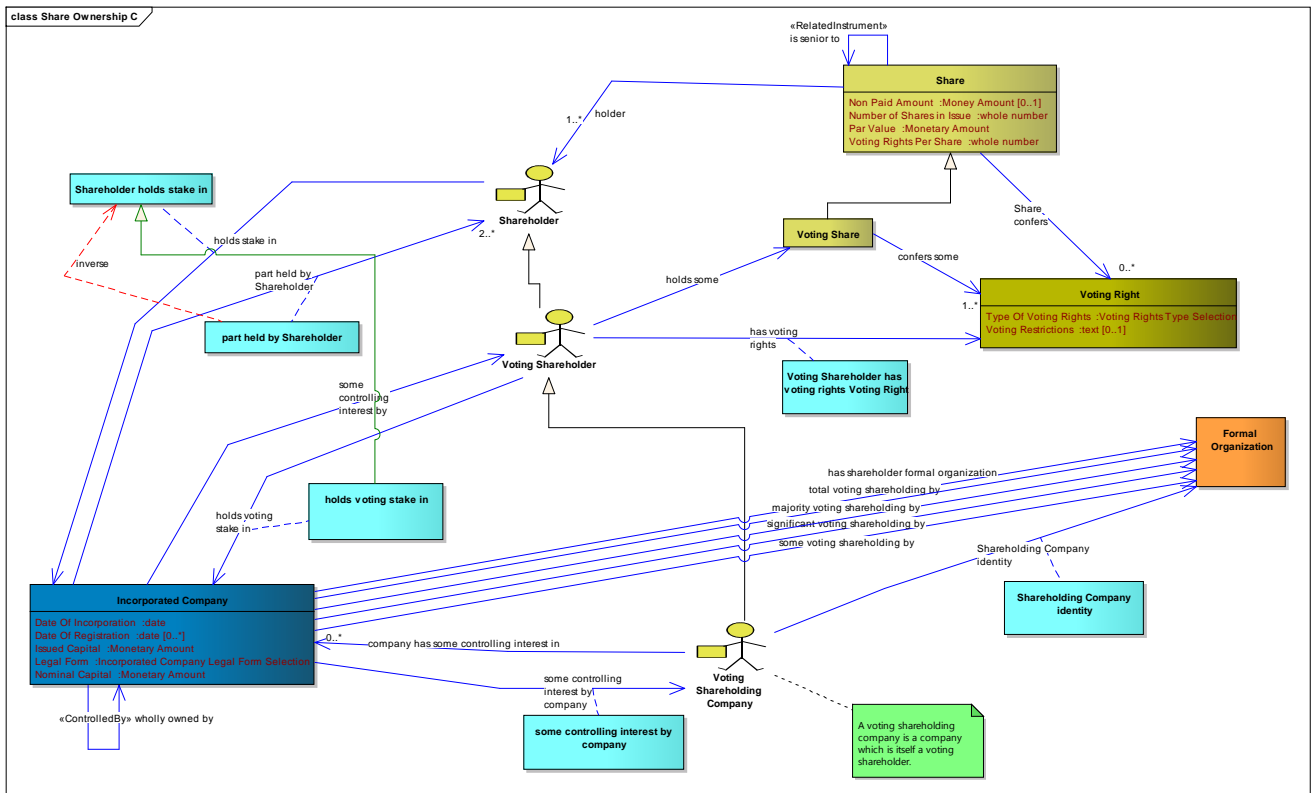 class Share Ownership C
«RelatedInstrument»
is senior to
Share
Non Paid Amount :Money Amount [0..1]
Number of Shares in Issue :whole number
Par Value :Monetary Amount
Voting Rights Per Share :whole number
1..*
holder
Shareholder holds stake in
Shareholder
2..*
holds stake in
inverse
part held by
Shareholder
part held by Shareholder
Voting Share
Share
confers
confers some
holds some
0..*
1..*
Voting Right
Type Of Voting Rights :Voting Rights Type Selection
Voting Restrictions :text [0..1]
has voting
rights
Voting Shareholder
Voting Shareholder has
voting rights Voting Right
some
controlling
interest by
Formal
Organization
has shareholder formal organization
total voting shareholding by
majority voting shareholding by
significant voting shareholding by
some voting shareholding by
holds voting stake in
holds voting
stake in
Shareholding Company
identity
Shareholding Company
identity
Incorporated Company
Date Of Incorporation :date
Date Of Registration :date [0..*]
Issued Capital :Monetary Amount
Legal Form :Incorporated Company Legal Form Selection
Nominal Capital :Monetary Amount
0..*
company has some controlling interest in
some controlling
interest by
company
Voting
Shareholding
Company
«ControlledBy» wholly owned by
some controlling interest by
company
A voting shareholding
company is a company
which is itself a voting
shareholder.